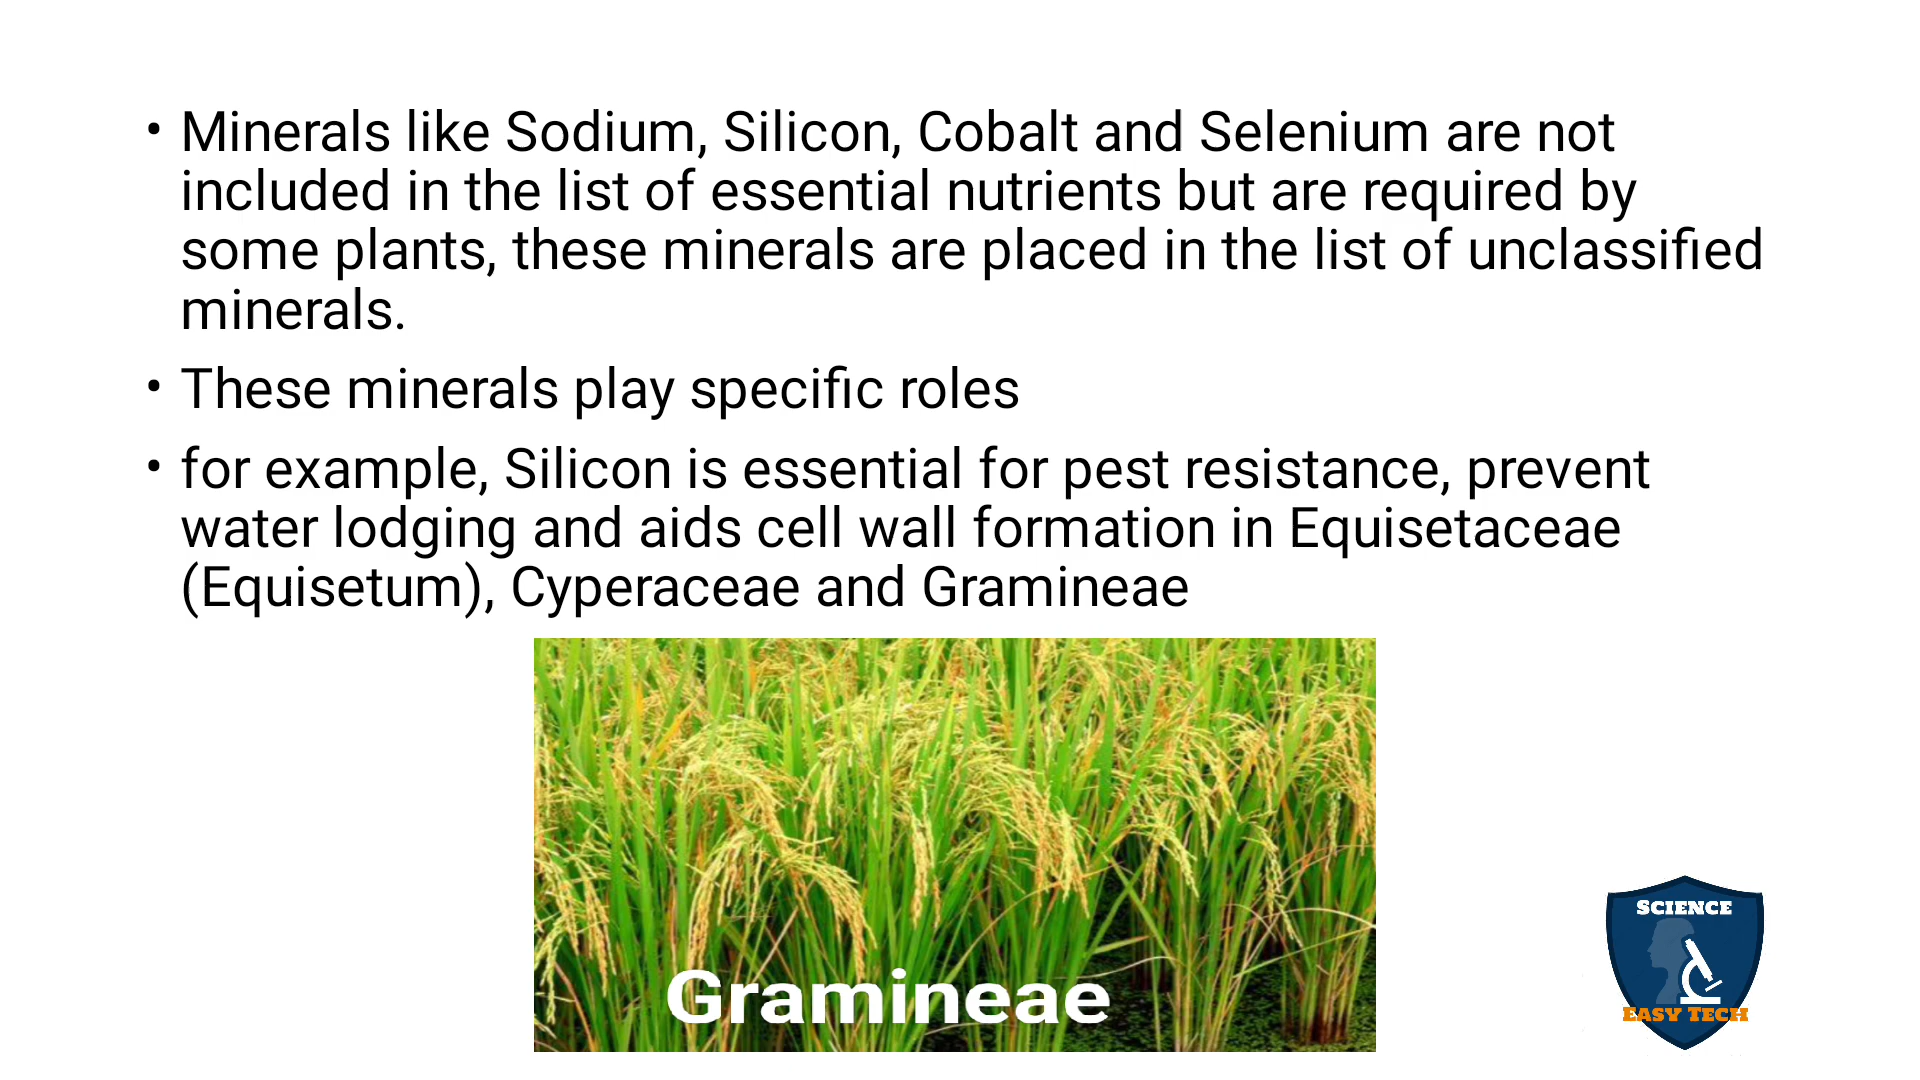 • Minerals like Sodium, Silicon, Cobalt and Selenium are not
included in the list of essential nutrients but are required by
some plants, these minerals are placed in the list of unclassified
minerals.
• These minerals play specific roles
• for example, Silicon is essential for pest resistance, prevent
water lodging and aids cell wall formation in Equisetaceae
(Equisetum), Cyperaceae and Gramineae
Gramineae
SCIENCE
EASY TECH